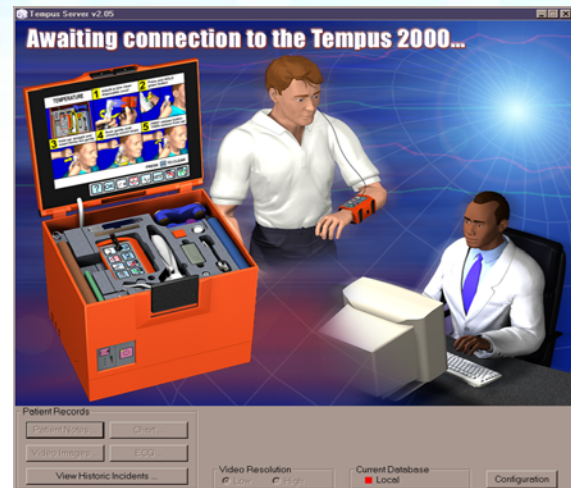 Tempus Server v2.05
Awaiting connection to the Tempus 2000...
TEMPERATURE
1
2
3
4
5
Patient Records
Patient Notes...
Chart...
Video Images...
ECG...
View Historic Incidents ...
Video Resolution
Low
High
Current Database
Local
Configuration